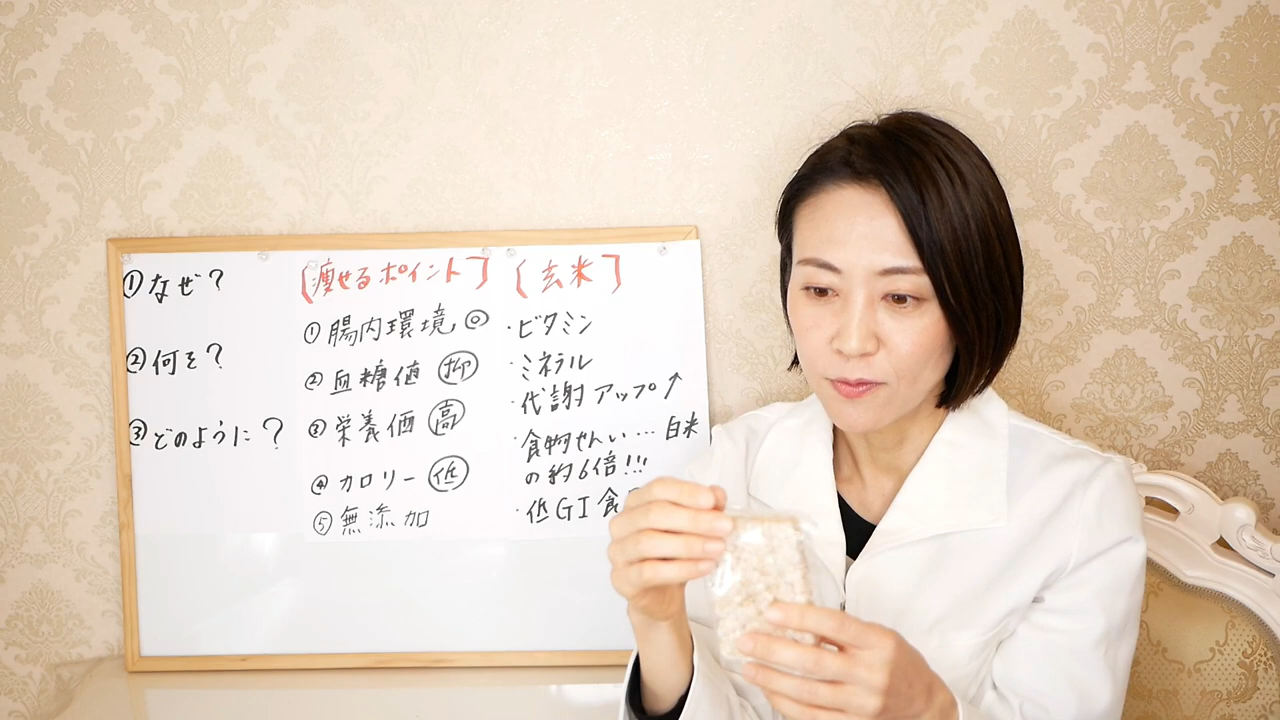 ①なぜ?
②何を?
③どのように?
[痩せるポイント]
①腸内環境◎
②血糖値 抑
③栄養価 高
④カロリー 低
⑤無添加
[玄米]
・ビタミン
・ミネラル
・代謝アップ↑
・食物せんい…白米
の約6倍!!!
・低GI食